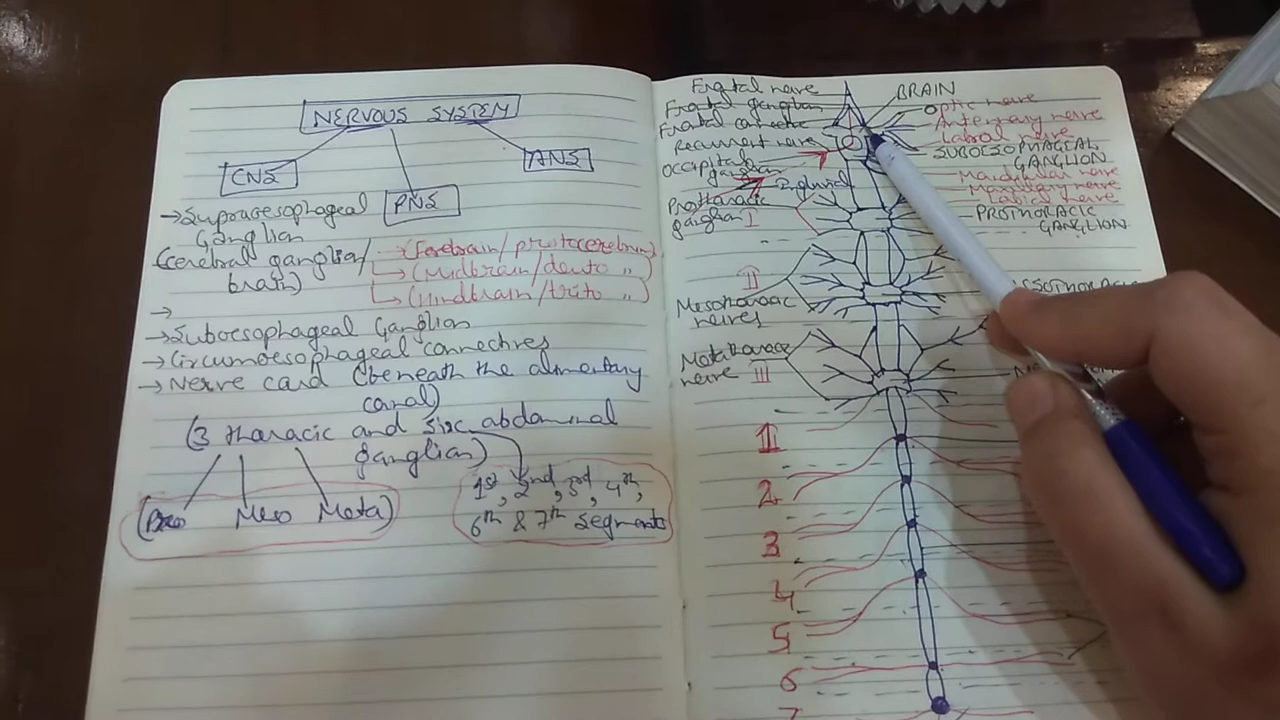 NERVOUS SYSTEM
CNS
PNS
ANS
→Supraoesophageal
Ganglion
(cerebral ganglion/
brain)
→(Forebrain/protocerebrum)
→(Midbrain/deuto ")
→(Hindbrain/trito ")
→
→Suboesophageal Ganglion
→Circumoesophageal connectives
→Nerve cord (beneath the alimentary
canal)
(3 thoracic and six abdominal
ganglion)
(Pro Meso Meta)
1st, 2nd, 3rd, 4th,
6th & 7th segments
Frontal nerve
Frontal ganglion
Frontal connective
Recurrent nerve
Occipital
ganglion
Ingluvial
Prothoracic
ganglion I
II
Mesothoracic
nerves
Metathoracic
nerve III
1
2
3
4
5
6
7
BRAIN
Optic nerve
Antennary nerve
Labral nerve
SUBOESOPHAGEAL
GANGLION
Mandibular nerve
Maxillary nerve
Labial nerve
PROTHORACIC
GANGLION